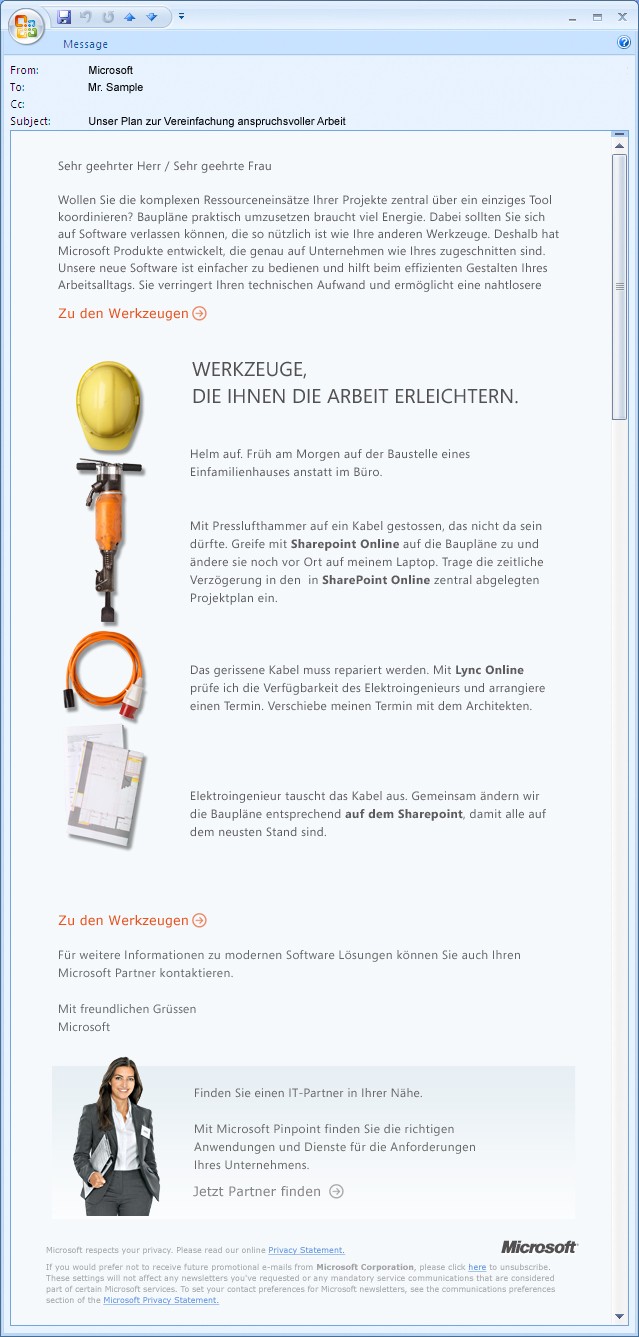 Message
From: Microsoft
To: Mr. Sample
Cc:
Subject: Unser Plan zur Vereinfachung anspruchsvoller Arbeit
Sehr geehrter Herr / Sehr geehrte Frau
Wollen Sie die komplexen Ressourceneinsätze Ihrer Projekte zentral über ein einziges Tool
koordinieren? Baupläne praktisch umzusetzen braucht viel Energie. Dabei sollten Sie sich
auf Software verlassen können, die so nützlich ist wie Ihre anderen Werkzeuge. Deshalb hat
Microsoft Produkte entwickelt, die genau auf Unternehmen wie Ihres zugeschnitten sind.
Unsere neue Software ist einfacher zu bedienen und hilft beim effizienten Gestalten Ihres
Arbeitsalltags. Sie verringert Ihren technischen Aufwand und ermöglicht eine nahtlosere
Zu den Werkzeugen
WERKZEUGE,
DIE IHNEN DIE ARBEIT ERLEICHTERN.
Helm auf. Früh am Morgen auf der Baustelle eines
Einfamilienhauses anstatt im Büro.
Mit Presslufthammer auf ein Kabel gestossen, das nicht da sein
dürfte. Greife mit Sharepoint Online auf die Baupläne zu und
ändere sie noch vor Ort auf meinem Laptop. Trage die zeitliche
Verzögerung in den in SharePoint Online zentral abgelegten
Projektplan ein.
Das gerissene Kabel muss repariert werden. Mit Lync Online
prüfe ich die Verfügbarkeit des Elektroingenieurs und arrangiere
einen Termin. Verschiebe meinen Termin mit dem Architekten.
Elektroingenieur tauscht das Kabel aus. Gemeinsam ändern wir
die Baupläne entsprechend auf dem Sharepoint, damit alle auf
dem neusten Stand sind.
Zu den Werkzeugen
Für weitere Informationen zu modernen Software Lösungen können Sie auch Ihren
Microsoft Partner kontaktieren.
Mit freundlichen Grüssen
Microsoft
Finden Sie einen IT-Partner in Ihrer Nähe.
Mit Microsoft Pinpoint finden Sie die richtigen
Anwendungen und Dienste für die Anforderungen
Ihres Unternehmens.
Jetzt Partner finden
Microsoft
Microsoft respects your privacy. Please read our online Privacy Statement.
If you would prefer not to receive future promotional e-mails from Microsoft Corporation, please click here to unsubscribe.
These settings will not affect any newsletters you've requested or any mandatory service communications that are considered
part of certain Microsoft services. To set your contact preferences for Microsoft newsletters, see the communications preferences
section of the Microsoft Privacy Statement.